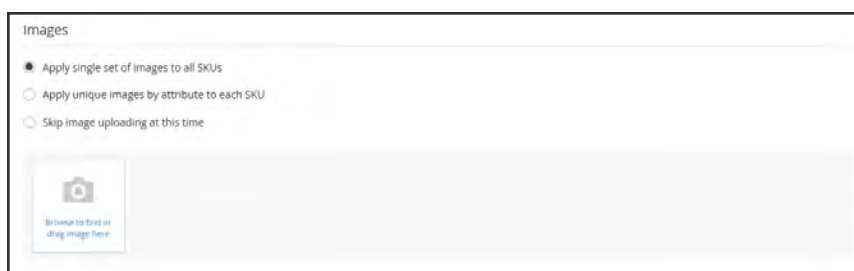 Images
Apply single set of images to all SKUs
Apply unique images by attribute to each SKU
Skip image uploading at this time
Browse to find or
drag image here